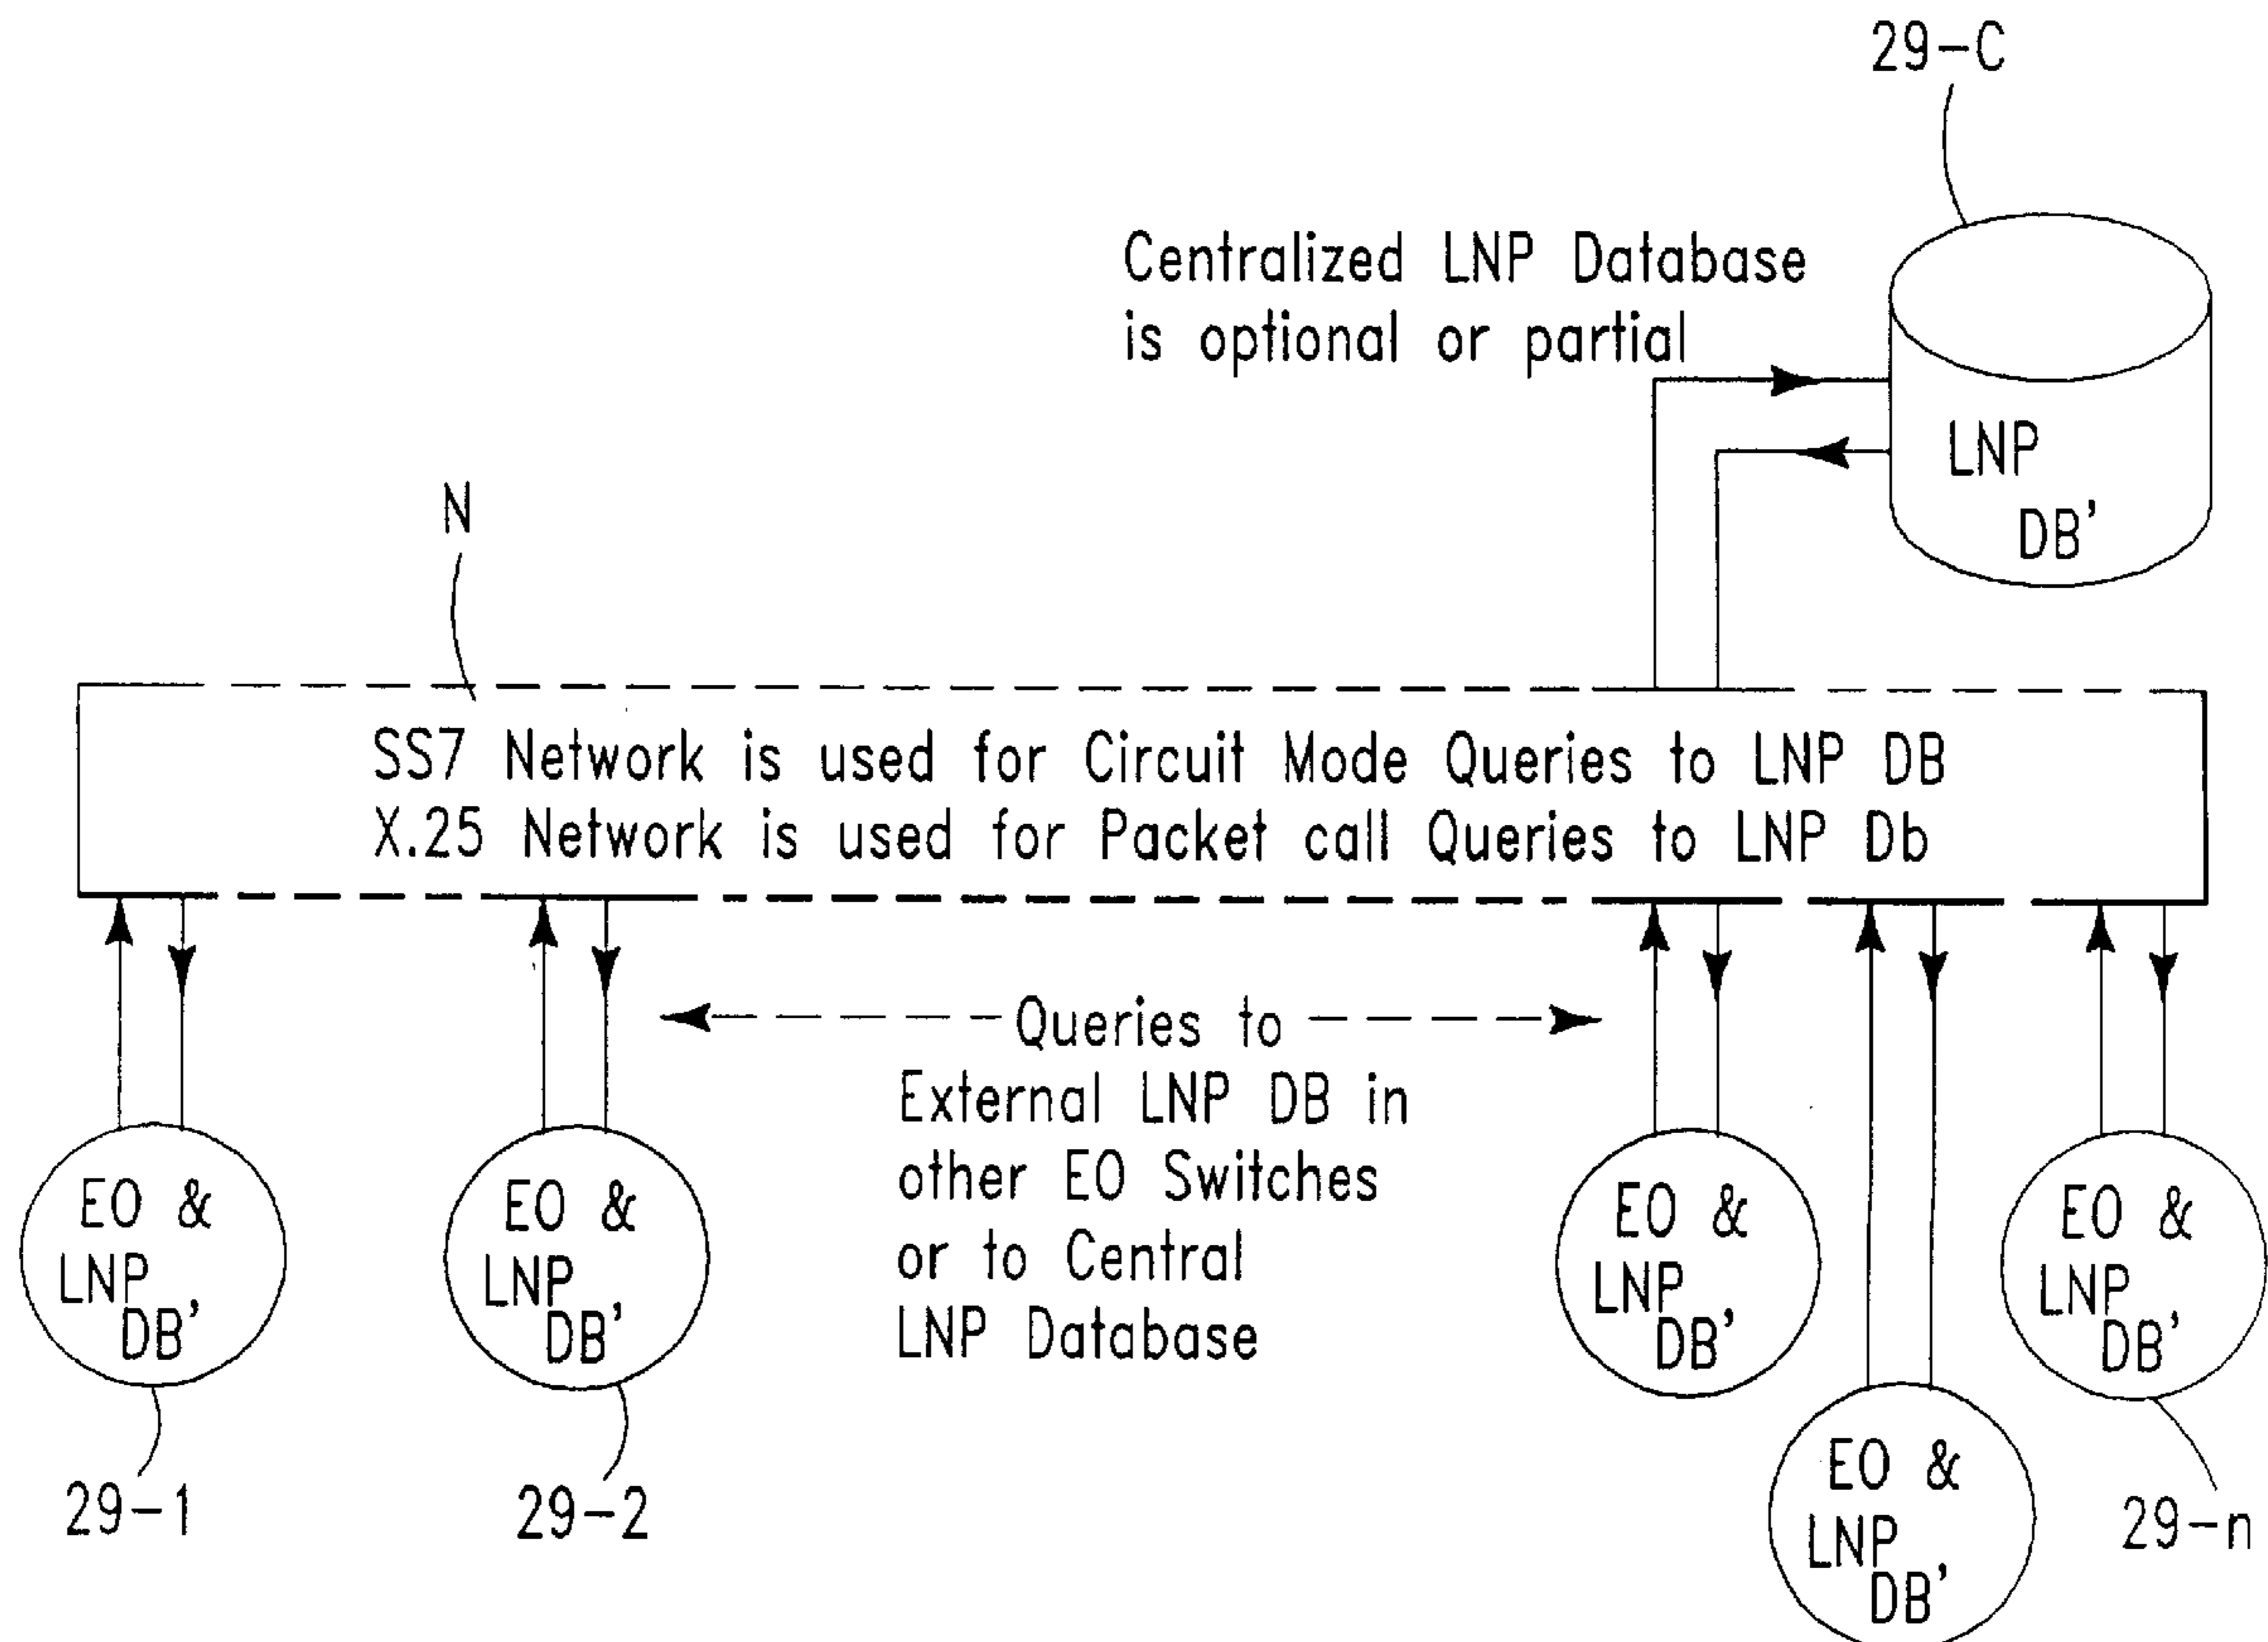 29-C
Centralized LNP Database
is optional or partial
LNP
DB'
N
SS7 Network is used for Circuit Mode Queries to LNP DB
X.25 Network is used for Packet call Queries to LNP Db
Queries to
External LNP DB in
other EO Switches
or to Central
LNP Database
EO &
LNP
DB'
29-1
EO &
LNP
DB'
29-2
EO &
LNP
DB'
EO &
LNP
DB'
EO &
LNP
DB'
29-n